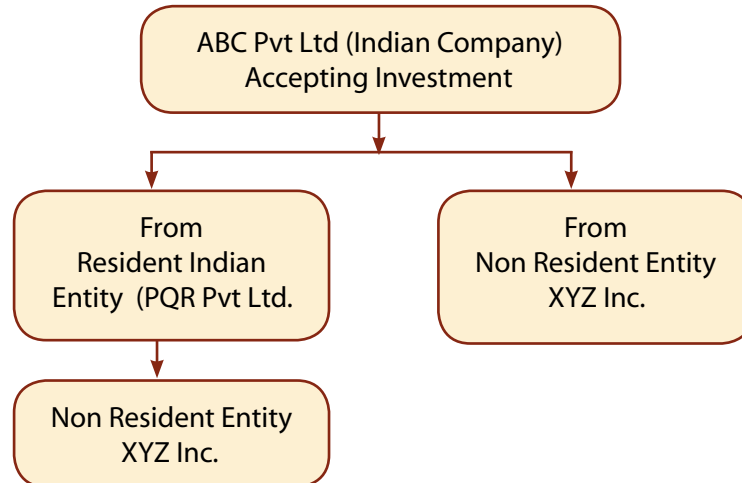 ABC Pvt Ltd (Indian Company)
Accepting Investment
From
Resident Indian
Entity (PQR Pvt Ltd.
From
Non Resident Entity
XYZ Inc.
Non Resident Entity
XYZ Inc.